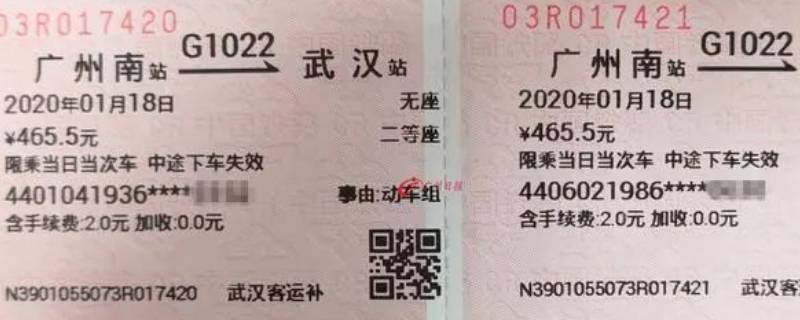 03R017420
G1022
广州南站 武汉站
2020年01月18日 无座
¥465.5元 二等座
限乘当日当次车 中途下车失效
4401041936**** 事由:动车组
含手续费:2.0元 加收:0.0元
N3901055073R017420 武汉客运补
03R017421
G1022
广州南站
2020年01月18日
¥465.5元
限乘当日当次车 中途下车失效
4406021986****
含手续费:2.0元 加收:0.0元
N3901055073R017421 武汉客